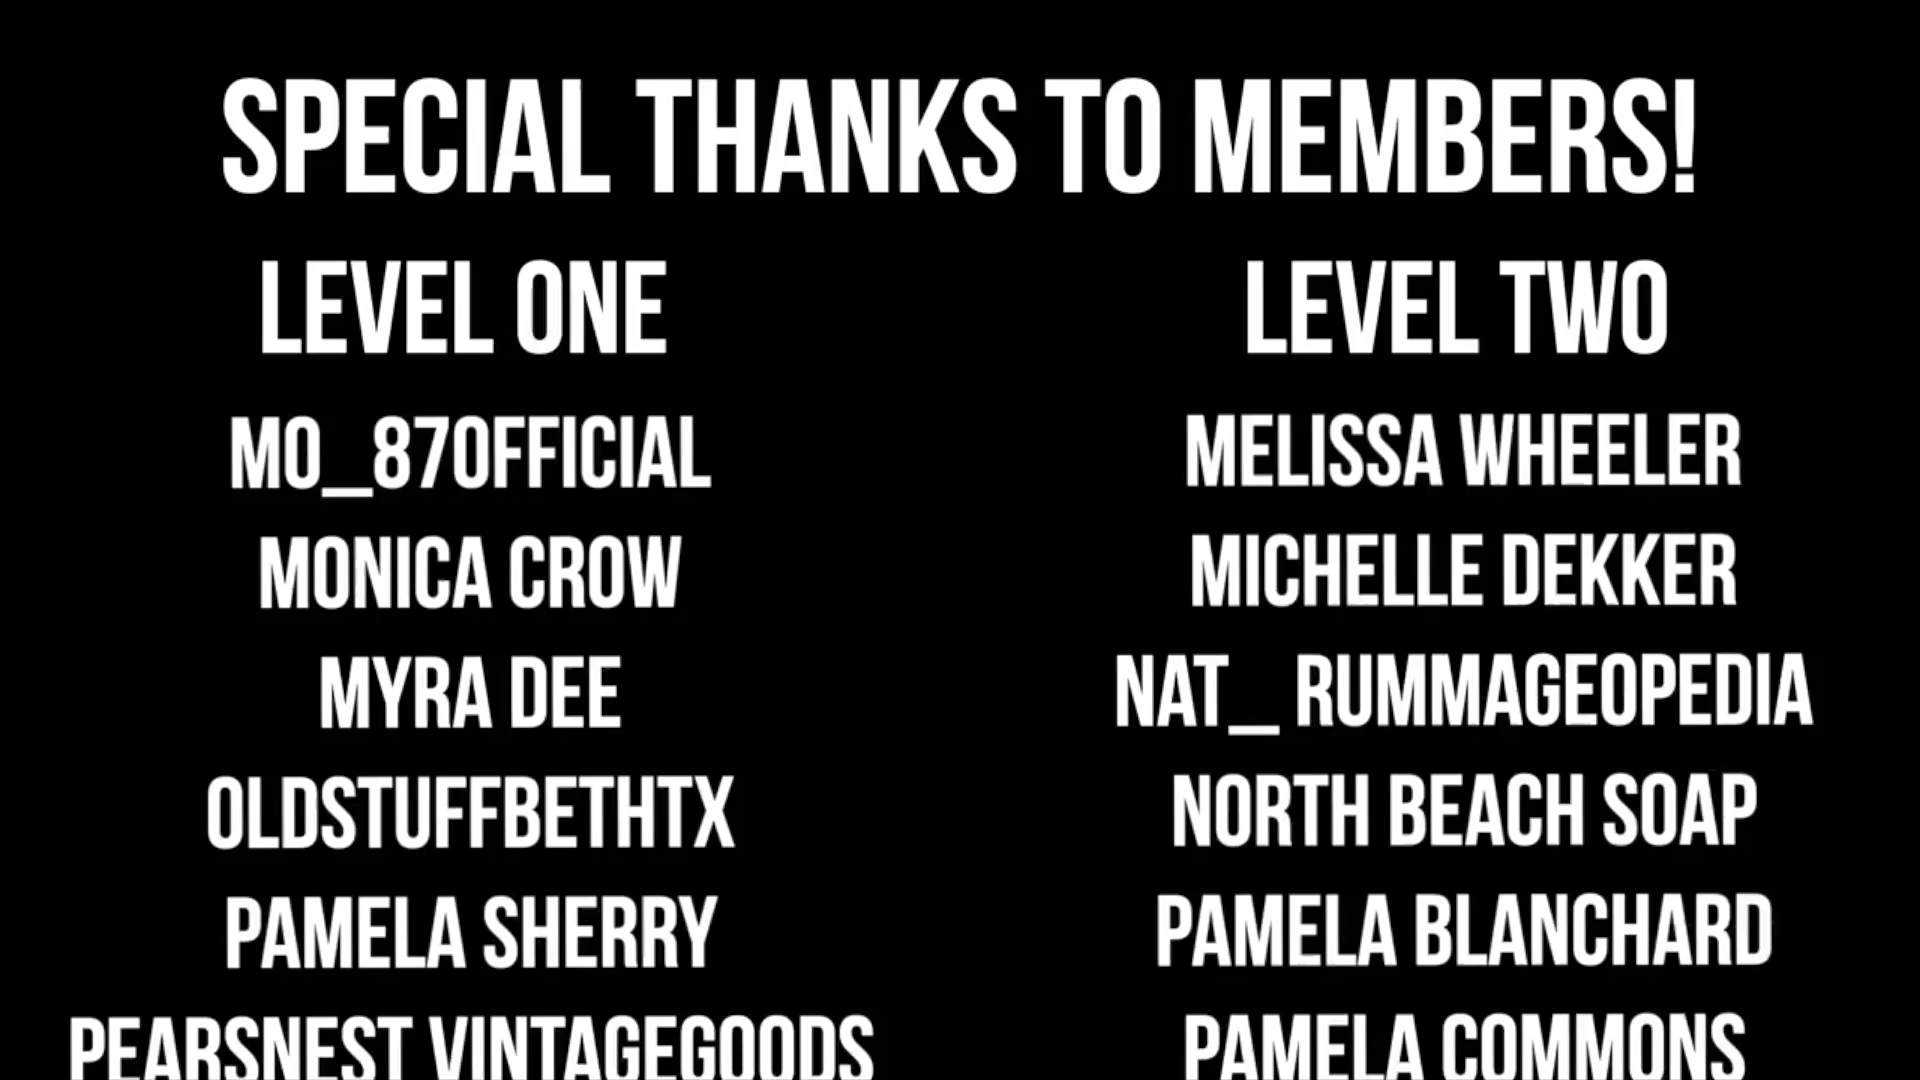 SPECIAL THANKS TO MEMBERS!
LEVEL ONE
MO_87OFFICIAL
MONICA CROW
MYRA DEE
OLDSTUFFBETHTX
PAMELA SHERRY
PEARSNEST VINTAGEGOODS
LEVEL TWO
MELISSA WHEELER
MICHELLE DEKKER
NAT_ RUMMAGEOPEDIA
NORTH BEACH SOAP
PAMELA BLANCHARD
PAMELA COMMONS